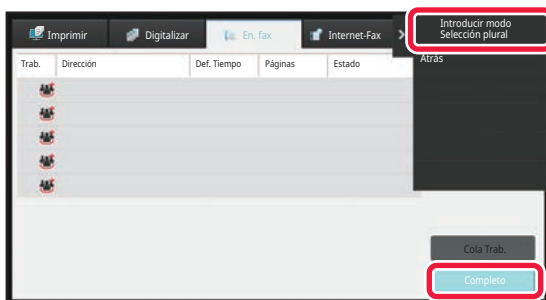 Imprimir
Digitalizar
En. fax
Internet-Fax
Introducir modo
Selección plural
Trab.
Dirección
Def. Tiempo
Páginas
Estado
Atrás
Cola Trab.
Completo